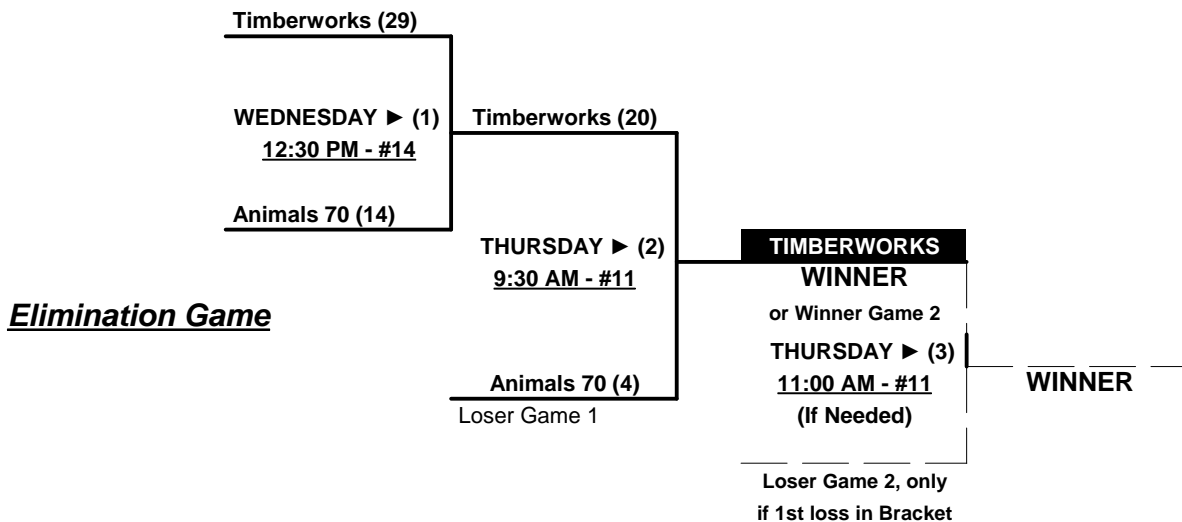 Timberworks (29)
WEDNESDAY ► (1)
12:30 PM - #14
Animals 70 (14)
Timberworks (20)
THURSDAY ► (2)
9:30 AM - #11
Elimination Game
Animals 70 (4)
Loser Game 1
TIMBERWORKS
WINNER
or Winner Game 2
THURSDAY ► (3)
11:00 AM - #11
(If Needed)
WINNER
Loser Game 2, only
if 1st loss in Bracket